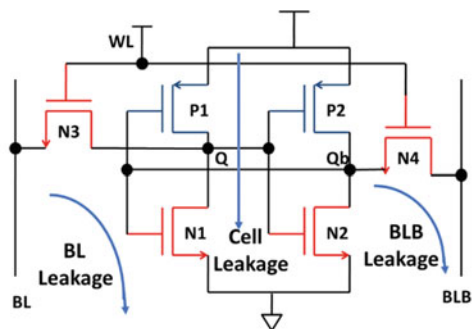 WL
P1
P2
N3
Q
Qb
N4
N1
Cell
Leakage
N2
BL
Leakage
BLB
Leakage
BL
BLB